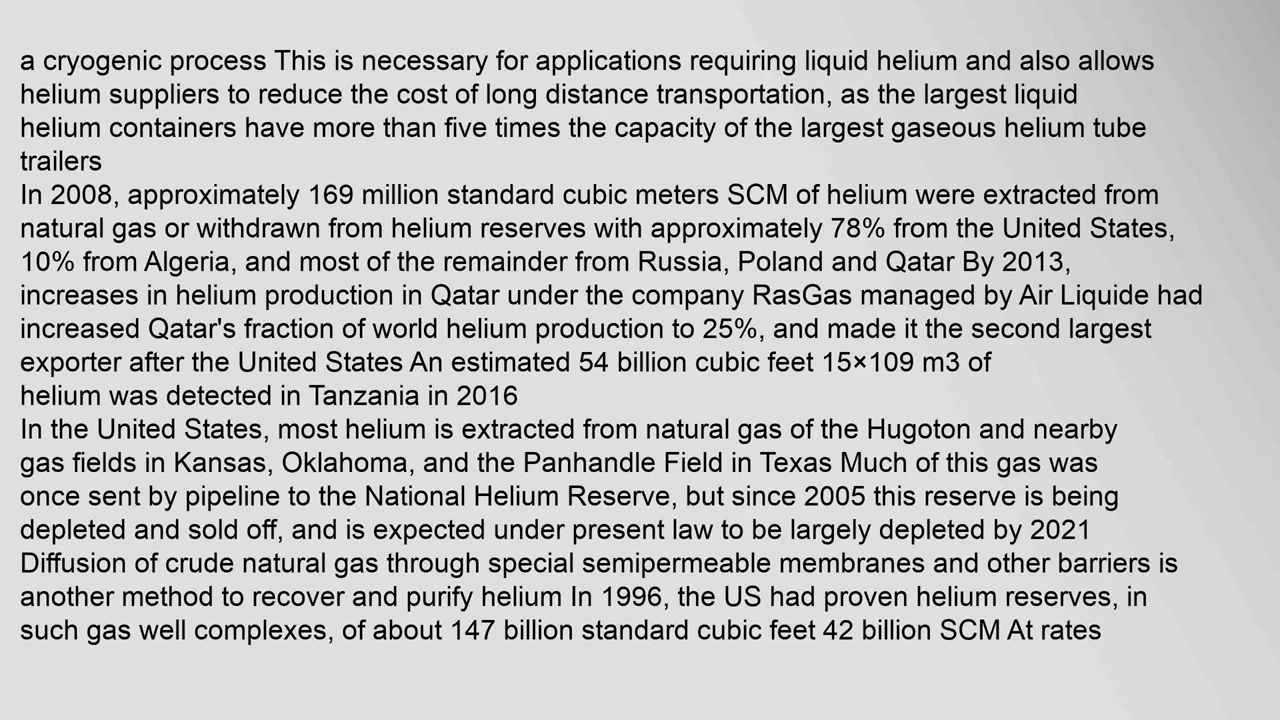 a cryogenic process This is necessary for applications requiring liquid helium and also allows
helium suppliers to reduce the cost of long distance transportation, as the largest liquid
helium containers have more than five times the capacity of the largest gaseous helium tube
trailers
In 2008, approximately 169 million standard cubic meters SCM of helium were extracted from
natural gas or withdrawn from helium reserves with approximately 78% from the United States,
10% from Algeria, and most of the remainder from Russia, Poland and Qatar By 2013,
increases in helium production in Qatar under the company RasGas managed by Air Liquide had
increased Qatar's fraction of world helium production to 25%, and made it the second largest
exporter after the United States An estimated 54 billion cubic feet 15×109 m3 of
helium was detected in Tanzania in 2016
In the United States, most helium is extracted from natural gas of the Hugoton and nearby
gas fields in Kansas, Oklahoma, and the Panhandle Field in Texas Much of this gas was
once sent by pipeline to the National Helium Reserve, but since 2005 this reserve is being
depleted and sold off, and is expected under present law to be largely depleted by 2021
Diffusion of crude natural gas through special semipermeable membranes and other barriers is
another method to recover and purify helium In 1996, the US had proven helium reserves, in
such gas well complexes, of about 147 billion standard cubic feet 42 billion SCM At rates